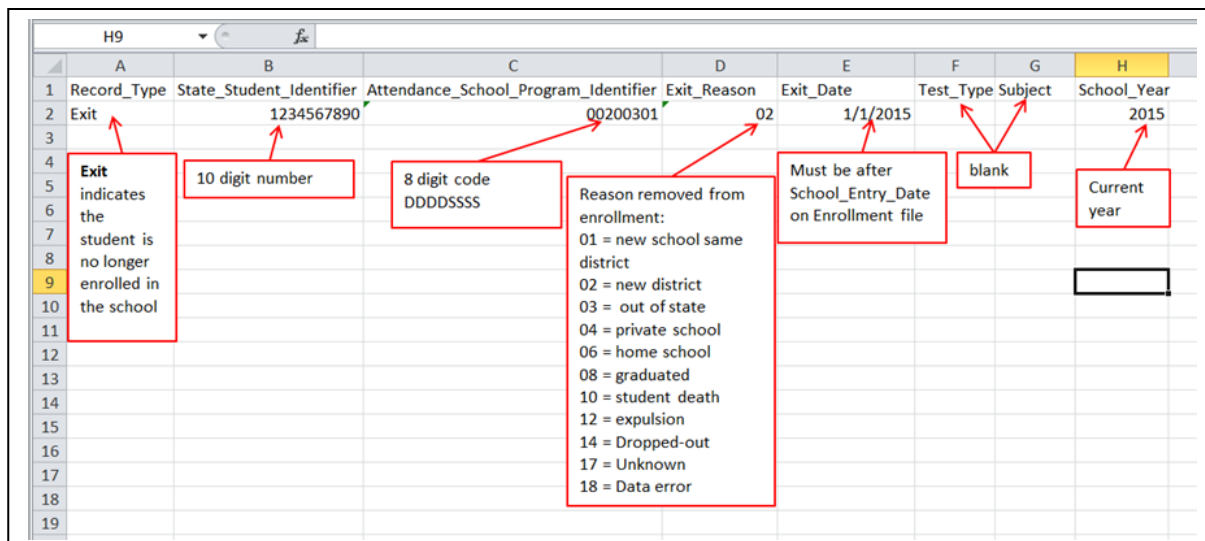 H9 fx
A B C D E F G H
1 Record_Type State_Student_Identifier Attendance_School_Program_Identifier Exit_Reason Exit_Date Test_Type Subject School_Year
2 Exit 1234567890 00200301 02 1/1/2015 2015
3
4
5
6
7
8
9
10
11
12
13
14
15
16
17
18
19
Exit
indicates
the
student is
no longer
enrolled in
the school
10 digit number
8 digit code
DDDDSSSS
Reason removed from
enrollment:
01 = new school same
district
02 = new district
03 = out of state
04 = private school
06 = home school
08 = graduated
10 = student death
12 = expulsion
14 = Dropped-out
17 = Unknown
18 = Data error
Must be after
School_Entry_Date
on Enrollment file
blank
Current
year